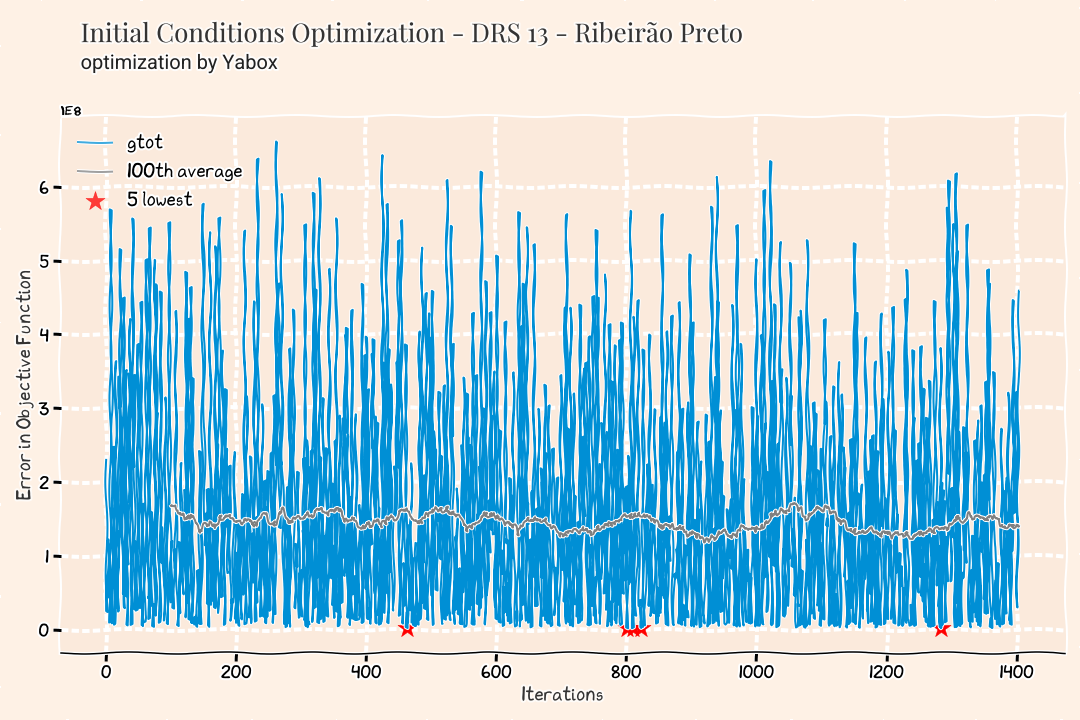 Initial Conditions Optimization - DRS 13 - Ribeirão Preto
optimization by Yabox
1E8
gtot
100th average
5 lowest
6
5
4
3
2
1
0
Error in Objective Function
0 200 400 600 800 1000 1200 1400
Iterations